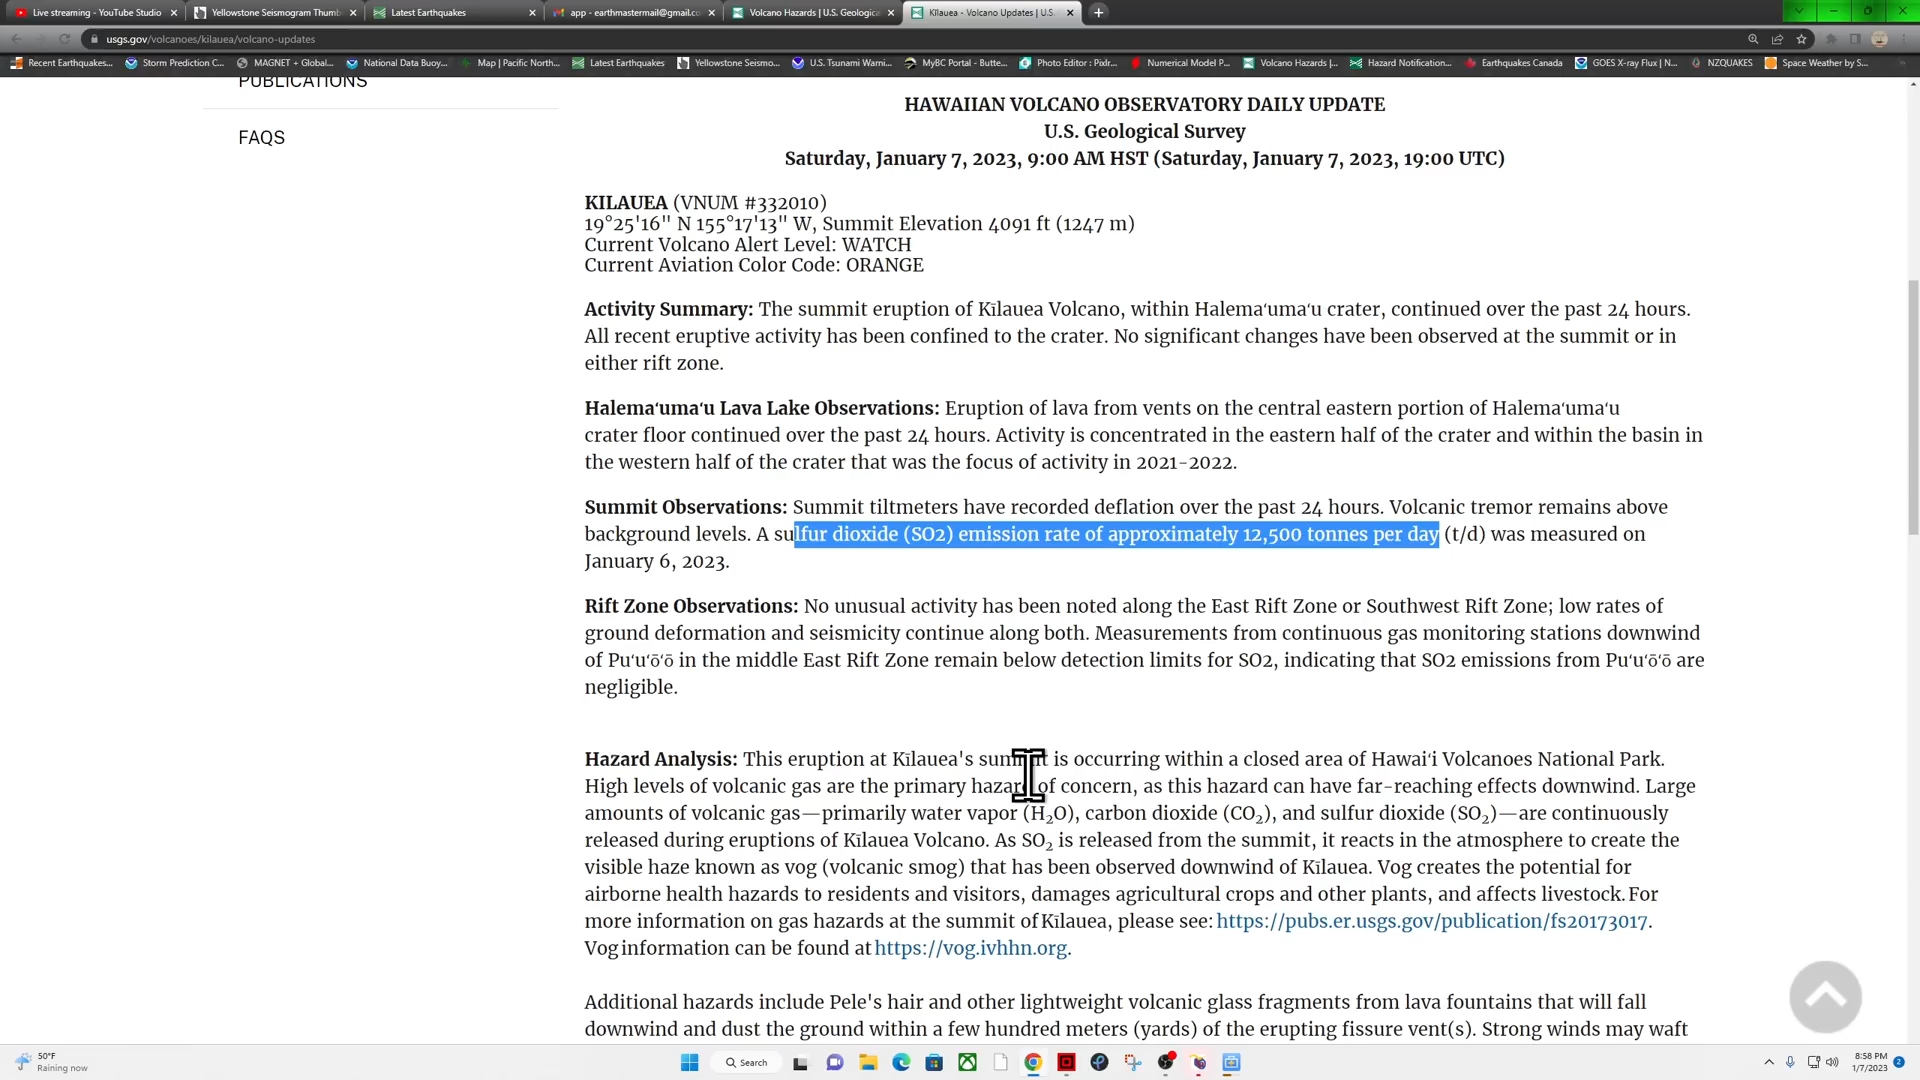 Live streaming - YouTube Studio
Yellowstone Seismogram Thumb
Latest Earthquakes
app - earthmastermail@gmail.co
Volcano Hazards | U.S. Geologica
Kīlauea - Volcano Updates | U.S.
usgs.gov/volcanoes/kilauea/volcano-updates
Recent Earthquakes...
Storm Prediction C...
MAGNET + Global...
National Data Buoy...
Map | Pacific North...
Latest Earthquakes
Yellowstone Seismo...
U.S. Tsunami Warni...
MyBC Portal - Butte...
Photo Editor : Pixlr...
Numerical Model P...
Volcano Hazards |...
Hazard Notification...
Earthquakes Canada
GOES X-ray Flux | N...
NZQUAKES
Space Weather by S...
PUBLICATIONS
FAQS
HAWAIIAN VOLCANO OBSERVATORY DAILY UPDATE
U.S. Geological Survey
Saturday, January 7, 2023, 9:00 AM HST (Saturday, January 7, 2023, 19:00 UTC)
KILAUEA (VNUM #332010)
19°25'16" N 155°17'13" W, Summit Elevation 4091 ft (1247 m)
Current Volcano Alert Level: WATCH
Current Aviation Color Code: ORANGE
Activity Summary: The summit eruption of Kīlauea Volcano, within Halemaʻumaʻu crater, continued over the past 24 hours.
All recent eruptive activity has been confined to the crater. No significant changes have been observed at the summit or in
either rift zone.
Halemaʻumaʻu Lava Lake Observations: Eruption of lava from vents on the central eastern portion of Halemaʻumaʻu
crater floor continued over the past 24 hours. Activity is concentrated in the eastern half of the crater and within the basin in
the western half of the crater that was the focus of activity in 2021-2022.
Summit Observations: Summit tiltmeters have recorded deflation over the past 24 hours. Volcanic tremor remains above
background levels. A sulfur dioxide (SO2) emission rate of approximately 12,500 tonnes per day (t/d) was measured on
January 6, 2023.
Rift Zone Observations: No unusual activity has been noted along the East Rift Zone or Southwest Rift Zone; low rates of
ground deformation and seismicity continue along both. Measurements from continuous gas monitoring stations downwind
of Puʻuʻōʻō in the middle East Rift Zone remain below detection limits for SO2, indicating that SO2 emissions from Puʻuʻōʻō are
negligible.
Hazard Analysis: This eruption at Kīlauea's summit is occurring within a closed area of Hawaiʻi Volcanoes National Park.
High levels of volcanic gas are the primary hazard of concern, as this hazard can have far-reaching effects downwind. Large
amounts of volcanic gas—primarily water vapor (H₂O), carbon dioxide (CO₂), and sulfur dioxide (SO₂)—are continuously
released during eruptions of Kīlauea Volcano. As SO₂ is released from the summit, it reacts in the atmosphere to create the
visible haze known as vog (volcanic smog) that has been observed downwind of Kīlauea. Vog creates the potential for
airborne health hazards to residents and visitors, damages agricultural crops and other plants, and affects livestock. For
more information on gas hazards at the summit of Kīlauea, please see: https://pubs.er.usgs.gov/publication/fs20173017.
Vog information can be found at https://vog.ivhhn.org.
Additional hazards include Pele's hair and other lightweight volcanic glass fragments from lava fountains that will fall
downwind and dust the ground within a few hundred meters (yards) of the erupting fissure vent(s). Strong winds may waft
50°F
Raining now
Search
8:58 PM
1/7/2023
2